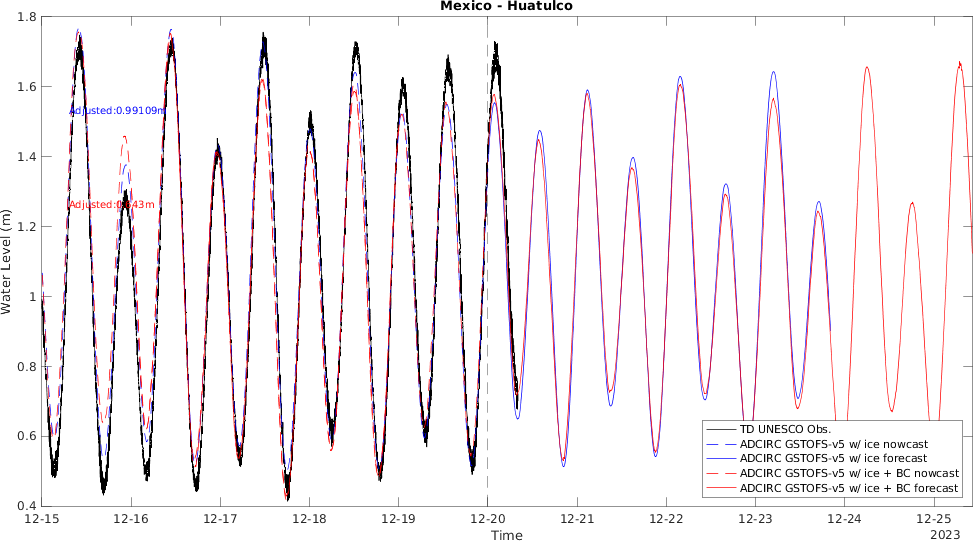 Mexico - Huatulco
Water Level (m)
1.8
1.6
1.4
1.2
1
0.8
0.6
0.4
Adjusted:0.99109m
TD UNESCO Obs.
ADCIRC GSTOFS-v5 w/ ice nowcast
ADCIRC GSTOFS-v5 w/ ice forecast
ADCIRC GSTOFS-v5 w/ ice + BC nowcast
ADCIRC GSTOFS-v5 w/ ice + BC forecast
12-15 12-16 12-17 12-18 12-19 12-20 12-21 12-22 12-23 12-24 12-25
Time
2023